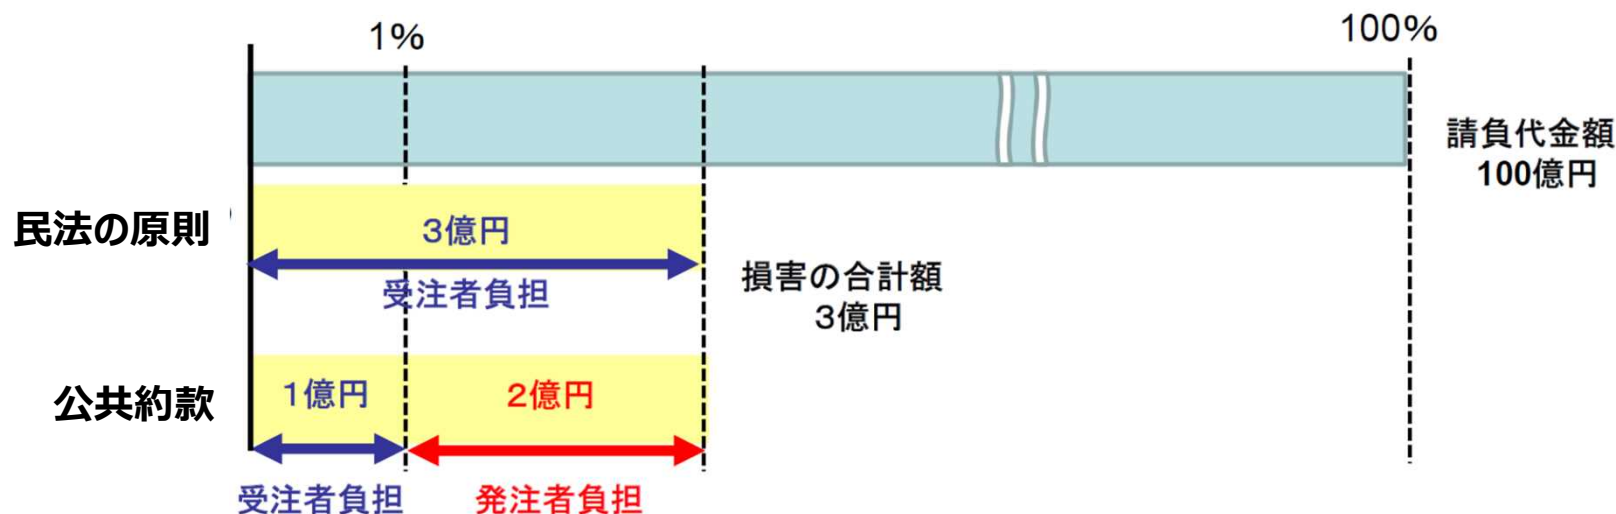 1%
100%
請負代金額
100億円
民法の原則
3億円
受注者負担
損害の合計額
3億円
公共約款
1億円
2億円
受注者負担
発注者負担